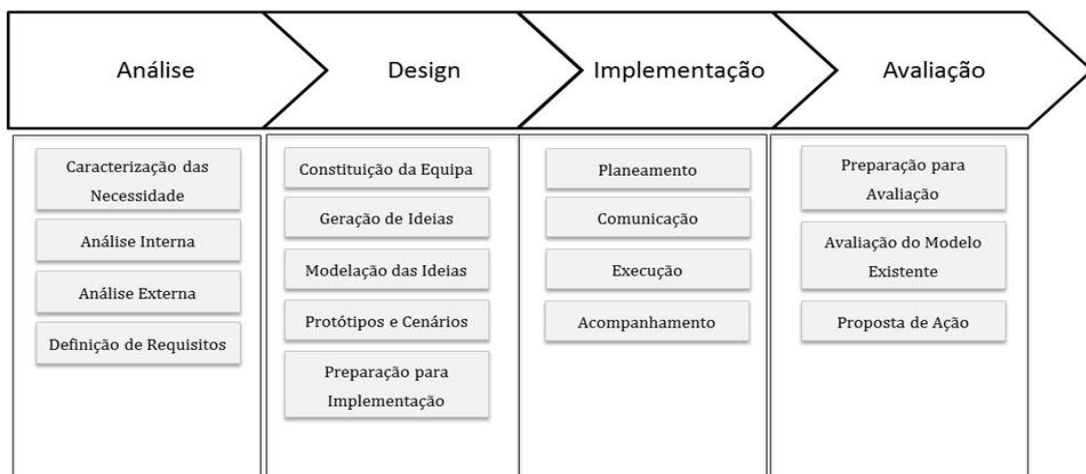 Análise
Design
Implementação
Avaliação
Caracterização das
Necessidade
Análise Interna
Análise Externa
Definição de Requisitos
Constituição da Equipa
Geração de Ideias
Modelação das Ideias
Protótipos e Cenários
Preparação para
Implementação
Planeamento
Comunicação
Execução
Acompanhamento
Preparação para
Avaliação
Avaliação do Modelo
Existente
Proposta de Ação